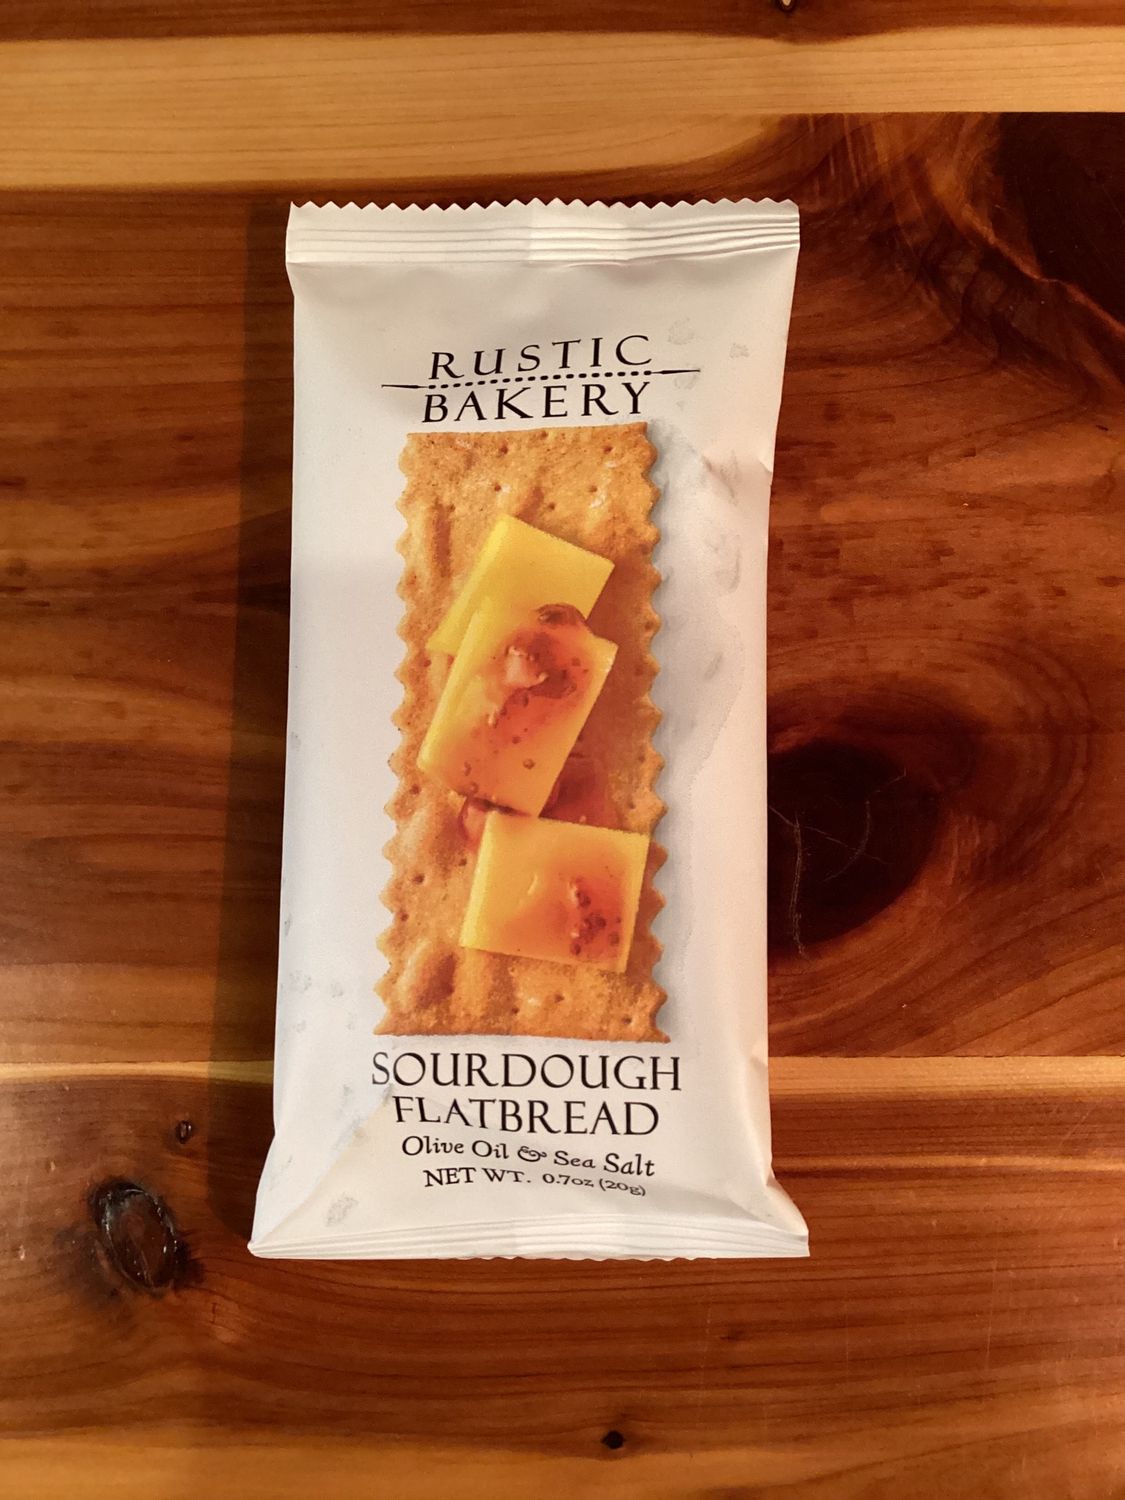 RUSTIC
BAKERY
SOURDOUGH
FLATBREAD
Olive Oil & Sea Salt
NET WT. 0.7oz (20g)